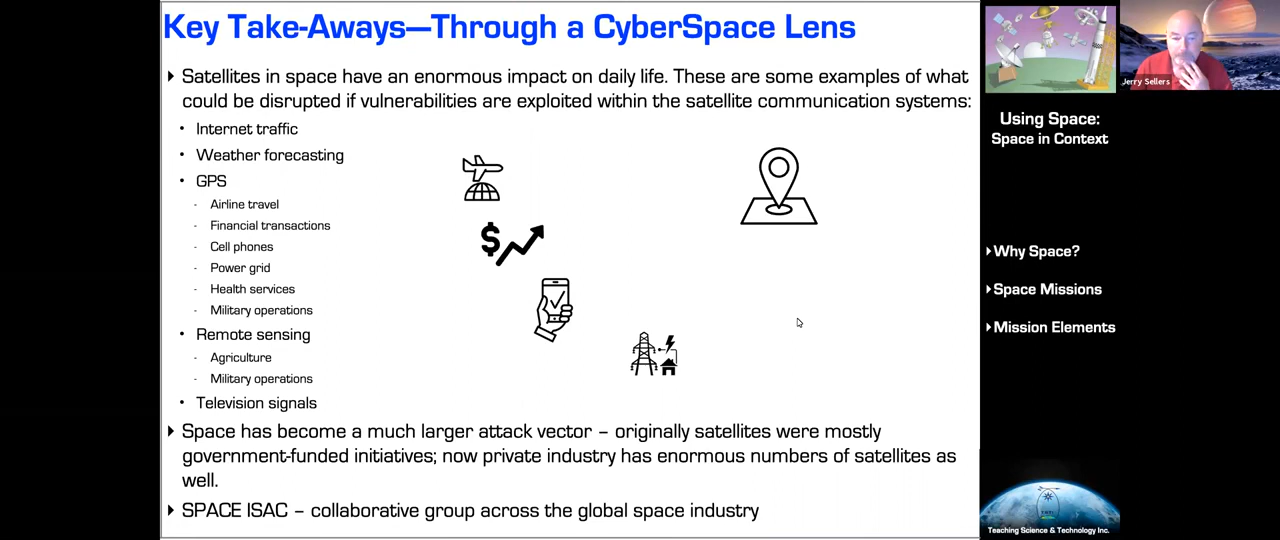 Key Take-Aways—Through a CyberSpace Lens
Satellites in space have an enormous impact on daily life. These are some examples of what
could be disrupted if vulnerabilities are exploited within the satellite communication systems:
Internet traffic
Weather forecasting
GPS
Airline travel
Financial transactions
Cell phones
Power grid
Health services
Military operations
Remote sensing
Agriculture
Military operations
Television signals
Space has become a much larger attack vector – originally satellites were mostly
government-funded initiatives; now private industry has enormous numbers of satellites as
well.
SPACE ISAC – collaborative group across the global space industry
Jerry Sellers
Using Space:
Space in Context
Why Space?
Space Missions
Mission Elements
Teaching Science & Technology Inc.